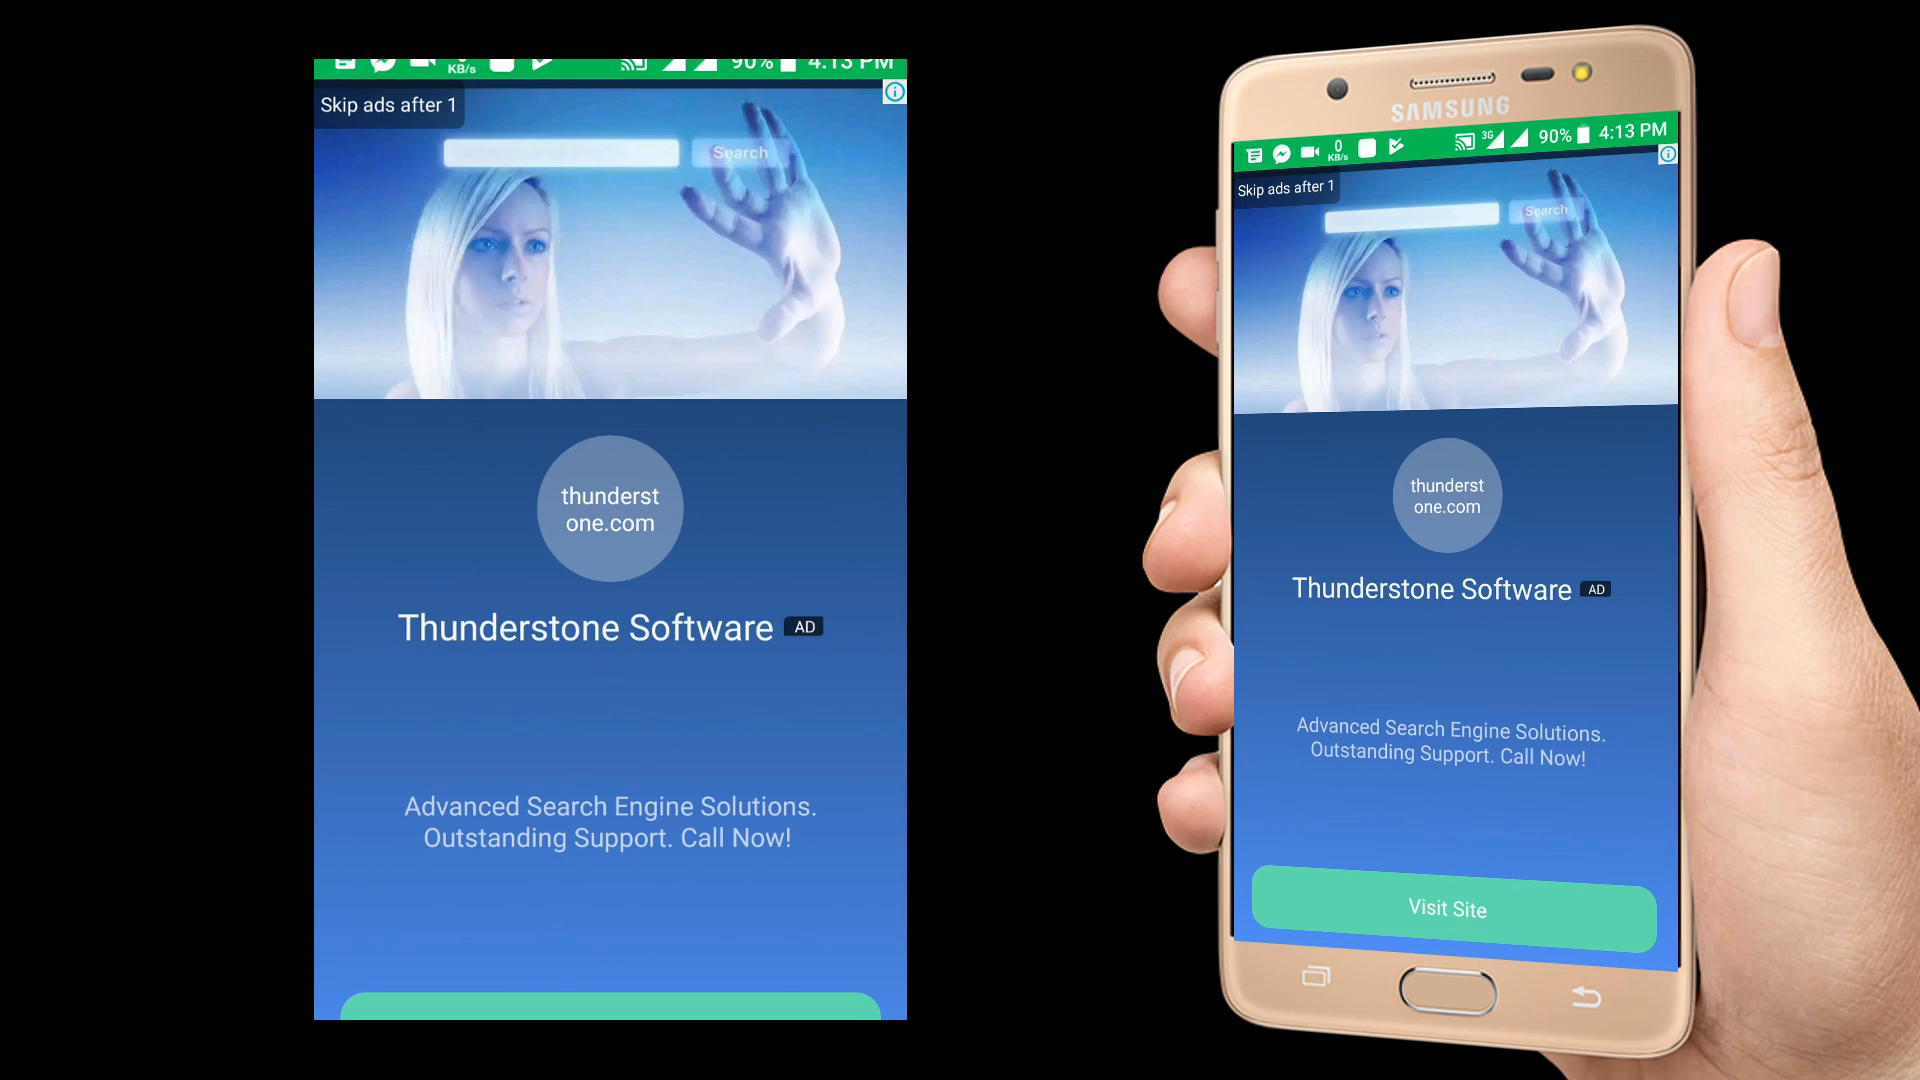 KB/s
90%
4:13 PM
Skip ads after 1
Search
thunderst
one.com
Thunderstone Software AD
Advanced Search Engine Solutions.
Outstanding Support. Call Now!
SAMSUNG
0
KB/s
3G
90%
4:13 PM
Skip ads after 1
Search
thunderst
one.com
Thunderstone Software AD
Advanced Search Engine Solutions.
Outstanding Support. Call Now!
Visit Site